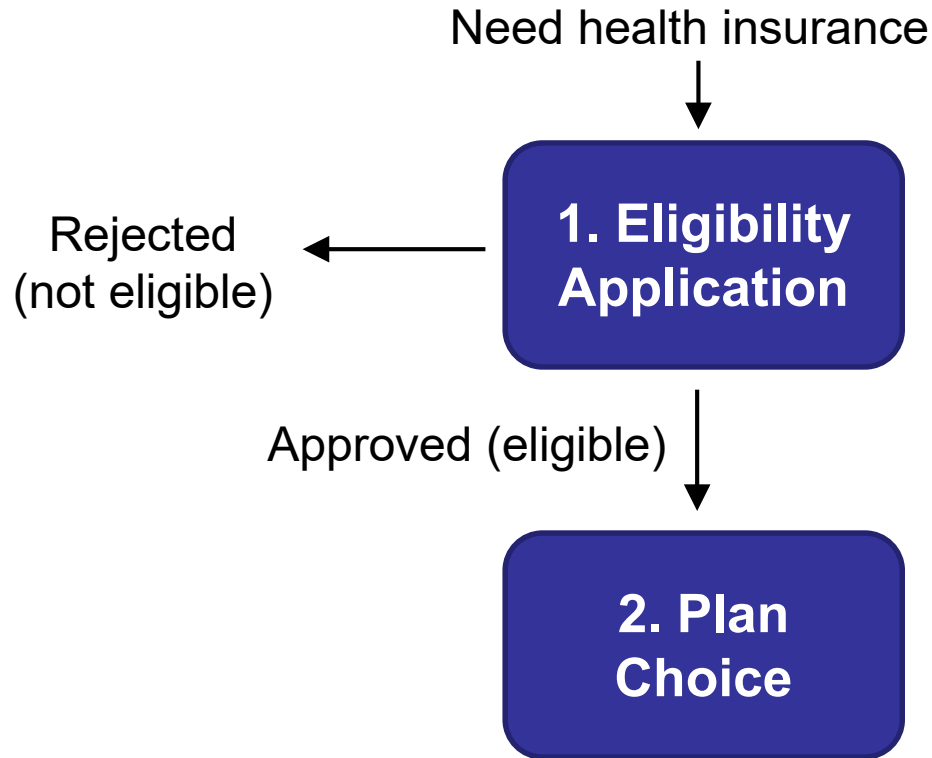 Need health insurance
1. Eligibility
Application
Rejected
(not eligible)
Approved (eligible)
2. Plan
Choice